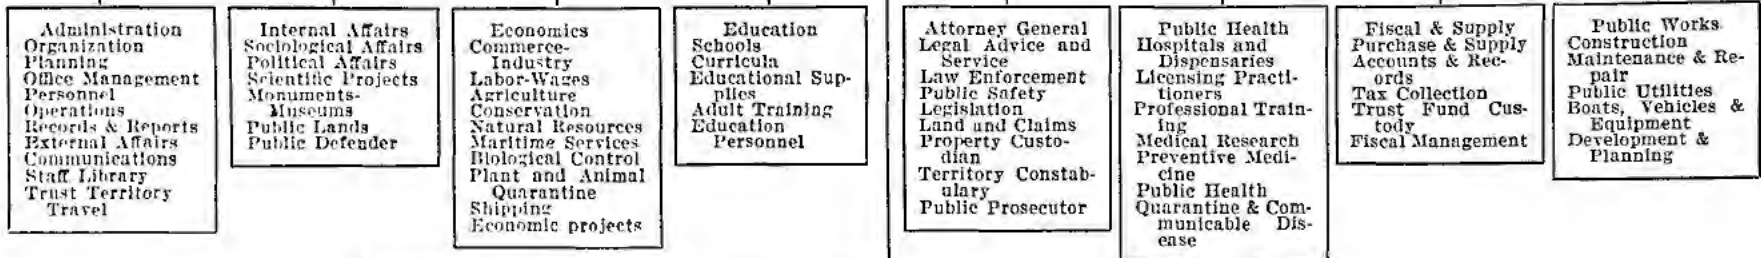 Administration
Organization
Planning
Office Management
Personnel
Operations
Records & Reports
External Affairs
Communications
Staff Library
Trust Territory
Travel
Internal Affairs
Sociological Affairs
Political Affairs
Scientific Projects
Monuments-
Museums
Public Lands
Public Defender
Economics
Commerce-
Industry
Labor-Wages
Agriculture
Conservation
Natural Resources
Maritime Services
Biological Control
Plant and Animal
Quarantine
Shipping
Economic projects
Education
Schools
Curricula
Educational Sup-
plies
Adult Training
Education
Personnel
Attorney General
Legal Advice and
Service
Law Enforcement
Public Safety
Legislation
Land and Claims
Property Custo-
dian
Territory Constab-
ulary
Public Prosecutor
Public Health
Hospitals and
Dispensaries
Licensing Practi-
tioners
Professional Train-
ing
Medical Research
Preventive Medi-
cine
Public Health
Quarantine & Com-
municable Dis-
ease
Fiscal & Supply
Purchase & Supply
Accounts & Rec-
ords
Tax Collection
Trust Fund Cus-
tody
Fiscal Management
Public Works
Construction
Maintenance & Re-
pair
Public Utilities
Boats, Vehicles &
Equipment
Development &
Planning